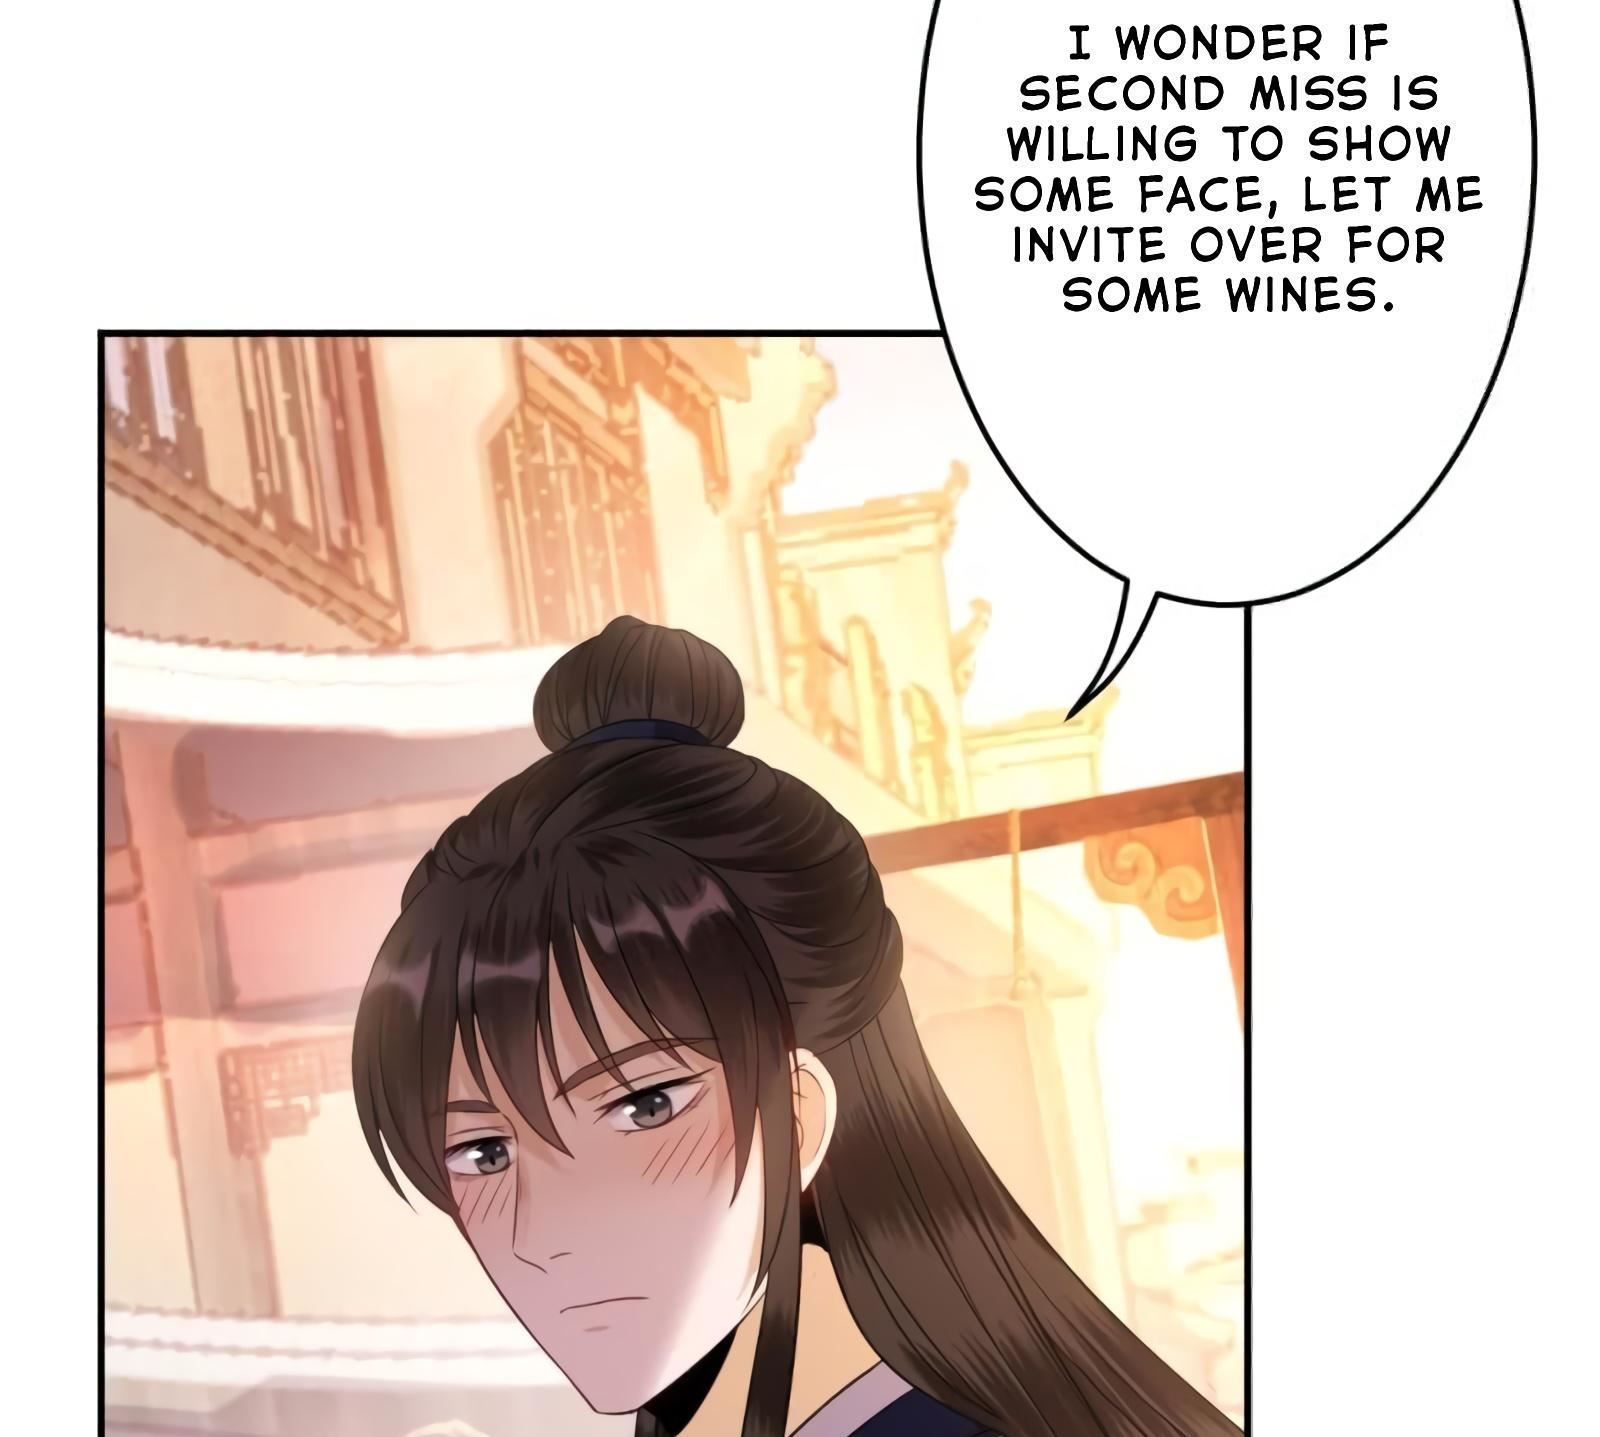 I WONDER IF
SECOND MISS IS
WILLING TO SHOW
SOME FACE, LET ME
INVITE OVER FOR
SOME WINES.